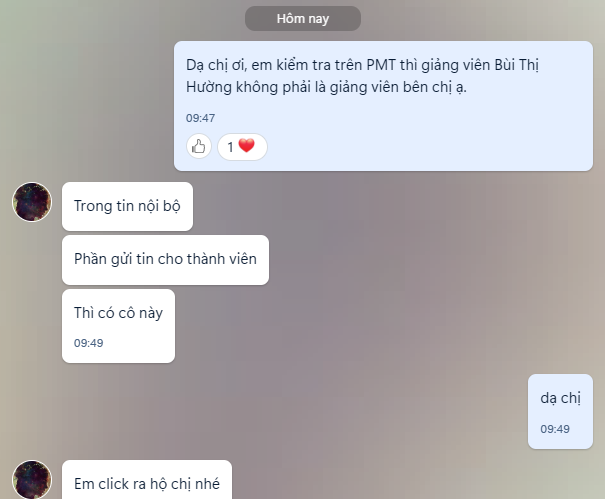 Hôm nay
Dạ chị ơi, em kiểm tra trên PMT thì giảng viên Bùi Thị
Hường không phải là giảng viên bên chị ạ.
09:47
1
Trong tin nội bộ
Phần gửi tin cho thành viên
Thì có cô này
09:49
dạ chị
09:49
Em click ra hộ chị nhé